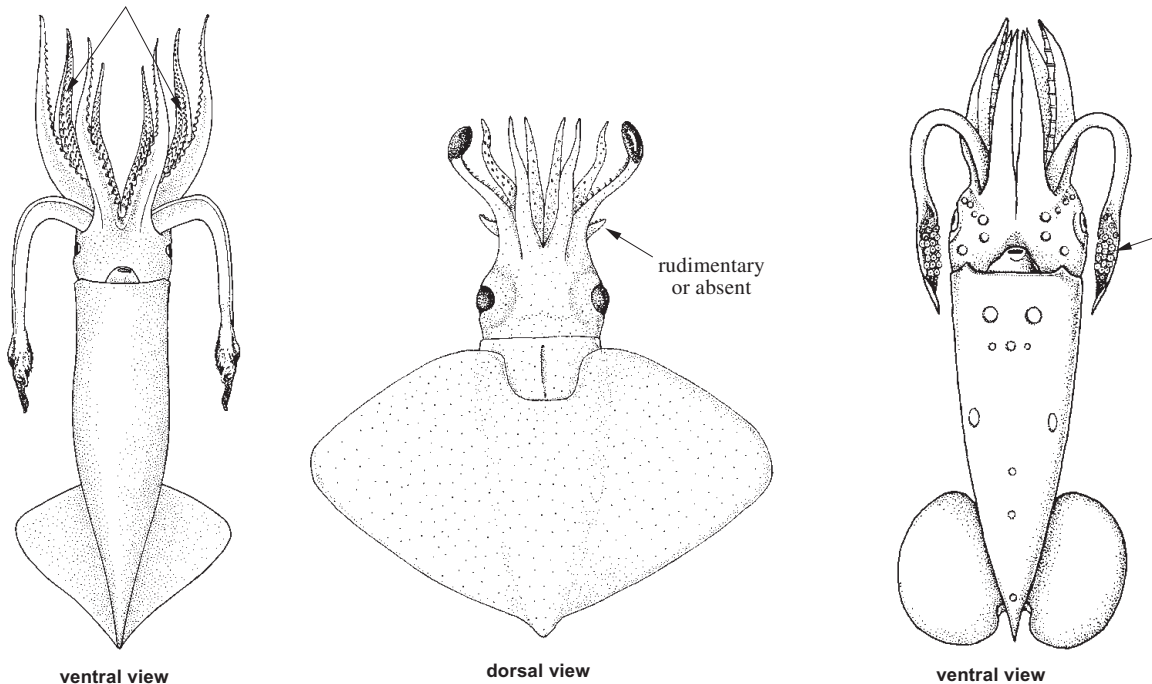 rudimentary
or absent
ventral view
dorsal view
ventral view